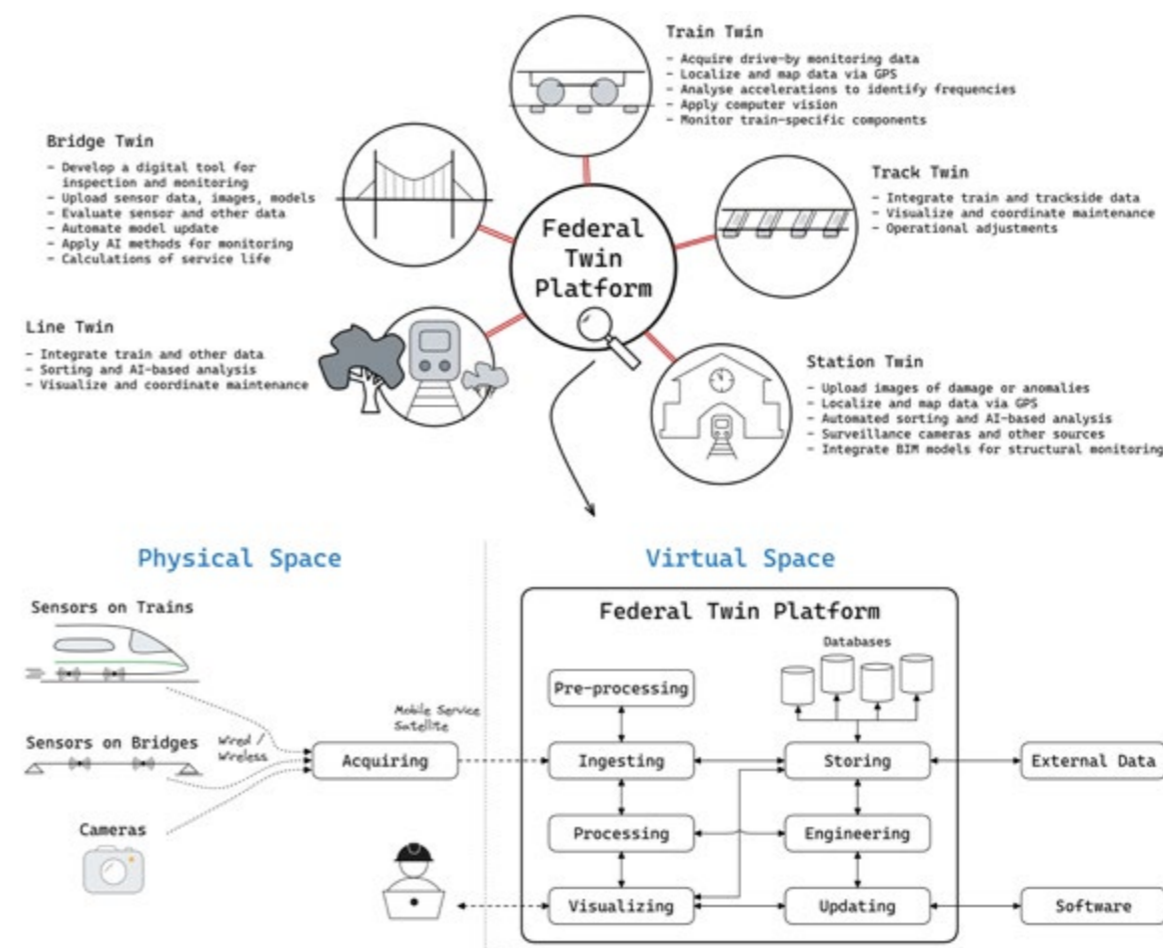 Train Twin
- Acquire drive-by monitoring data
- Localize and map data via GPS
- Analyse accelerations to identify frequencies
- Apply computer vision
- Monitor train-specific components
Bridge Twin
- Develop a digital tool for
inspection and monitoring
- Upload sensor data, images, models
- Evaluate sensor and other data
- Automate model update
- Apply AI methods for monitoring
- Calculations of service life
Track Twin
- Integrate train and trackside data
- Visualize and coordinate maintenance
- Operational adjustments
Federal
Twin
Platform
Line Twin
- Integrate train and other data
- Sorting and AI-based analysis
- Visualize and coordinate maintenance
Station Twin
- Upload images of damage or anomalies
- Localize and map data via GPS
- Automated sorting and AI-based analysis
- Surveillance cameras and other sources
- Integrate BIM models for structural monitoring
Physical Space
Virtual Space
Sensors on Trains
Federal Twin Platform
Databases
Pre-processing
Mobile Service
Satellite
Sensors on Bridges
Wired /
Wireless
Acquiring
Ingesting
Storing
External Data
Cameras
Processing
Engineering
Visualizing
Updating
Software